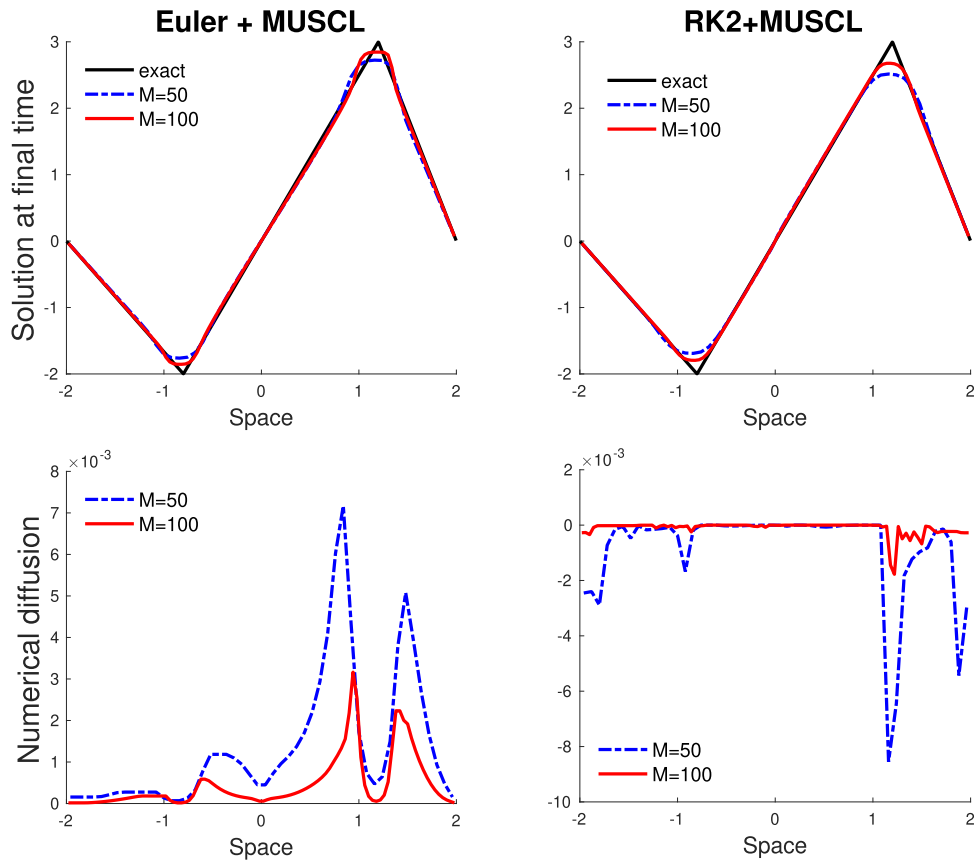 Euler + MUSCL
Solution at final time
3
2
1
0
-1
-2
exact
M=50
M=100
-2 -1 0 1 2
Space
RK2+MUSCL
3
2
1
0
-1
-2
exact
M=50
M=100
-2 -1 0 1 2
Space
Numerical diffusion
×10⁻³
8
7
6
5
4
3
2
1
0
M=50
M=100
-2 -1 0 1 2
Space
×10⁻³
2
0
-2
-4
-6
-8
-10
M=50
M=100
-2 -1 0 1 2
Space